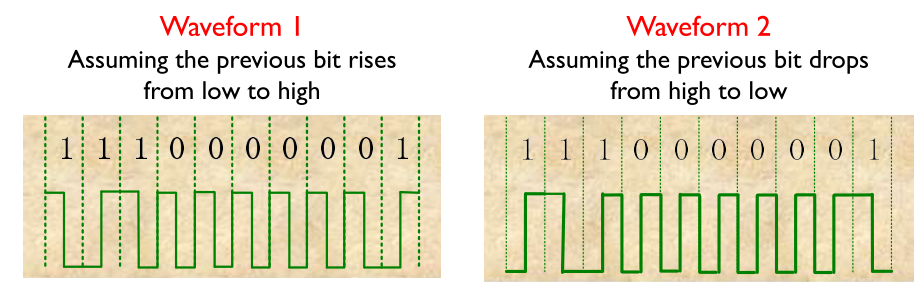 Waveform 1
Assuming the previous bit rises
from low to high
1 1 1 0 0 0 0 0 0 1
Waveform 2
Assuming the previous bit drops
from high to low
1 1 1 0 0 0 0 0 0 1